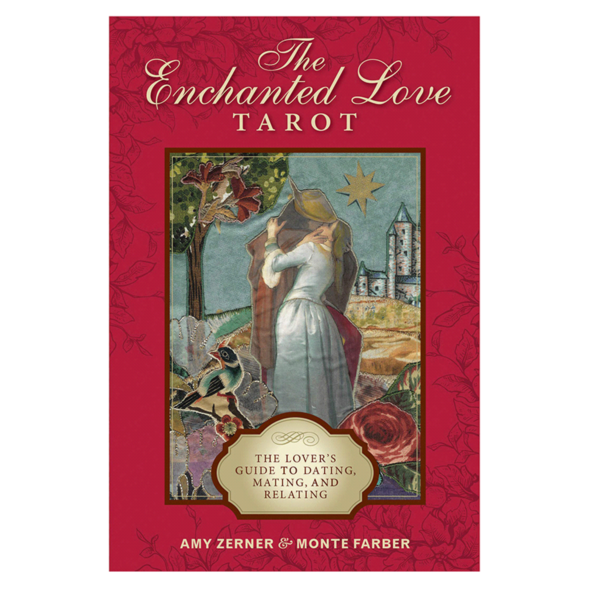 The
Enchanted Love
TAROT
THE LOVER'S
GUIDE TO DATING,
MATING, AND
RELATING
AMY ZERNER & MONTE FARBER